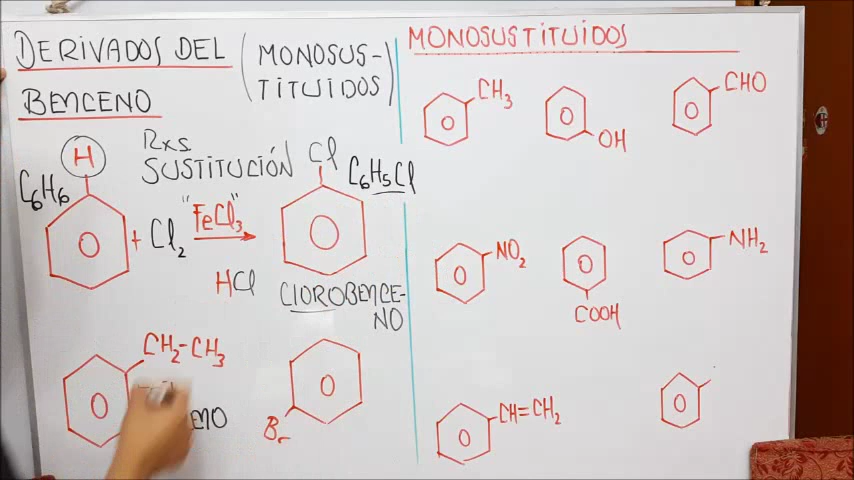 DERIVADOS DEL
BENCENO
(MONOSUS-
TITUIDOS)
Rxs
SUSTITUCIÓN
H
C6H6
+ Cl2
"FeCl3"
HCl
Cl
C6H5Cl
CLOROBENCE-
NO
CH2-CH3
Br
MONOSUSTITUIDOS
CH3
OH
CHO
NO2
COOH
NH2
CH=CH2